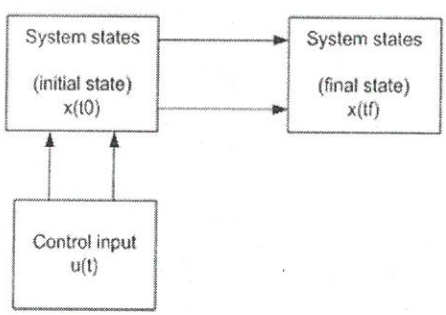 System states
(initial state)
x(t0)
System states
(final state)
x(tf)
Control input
u(t)